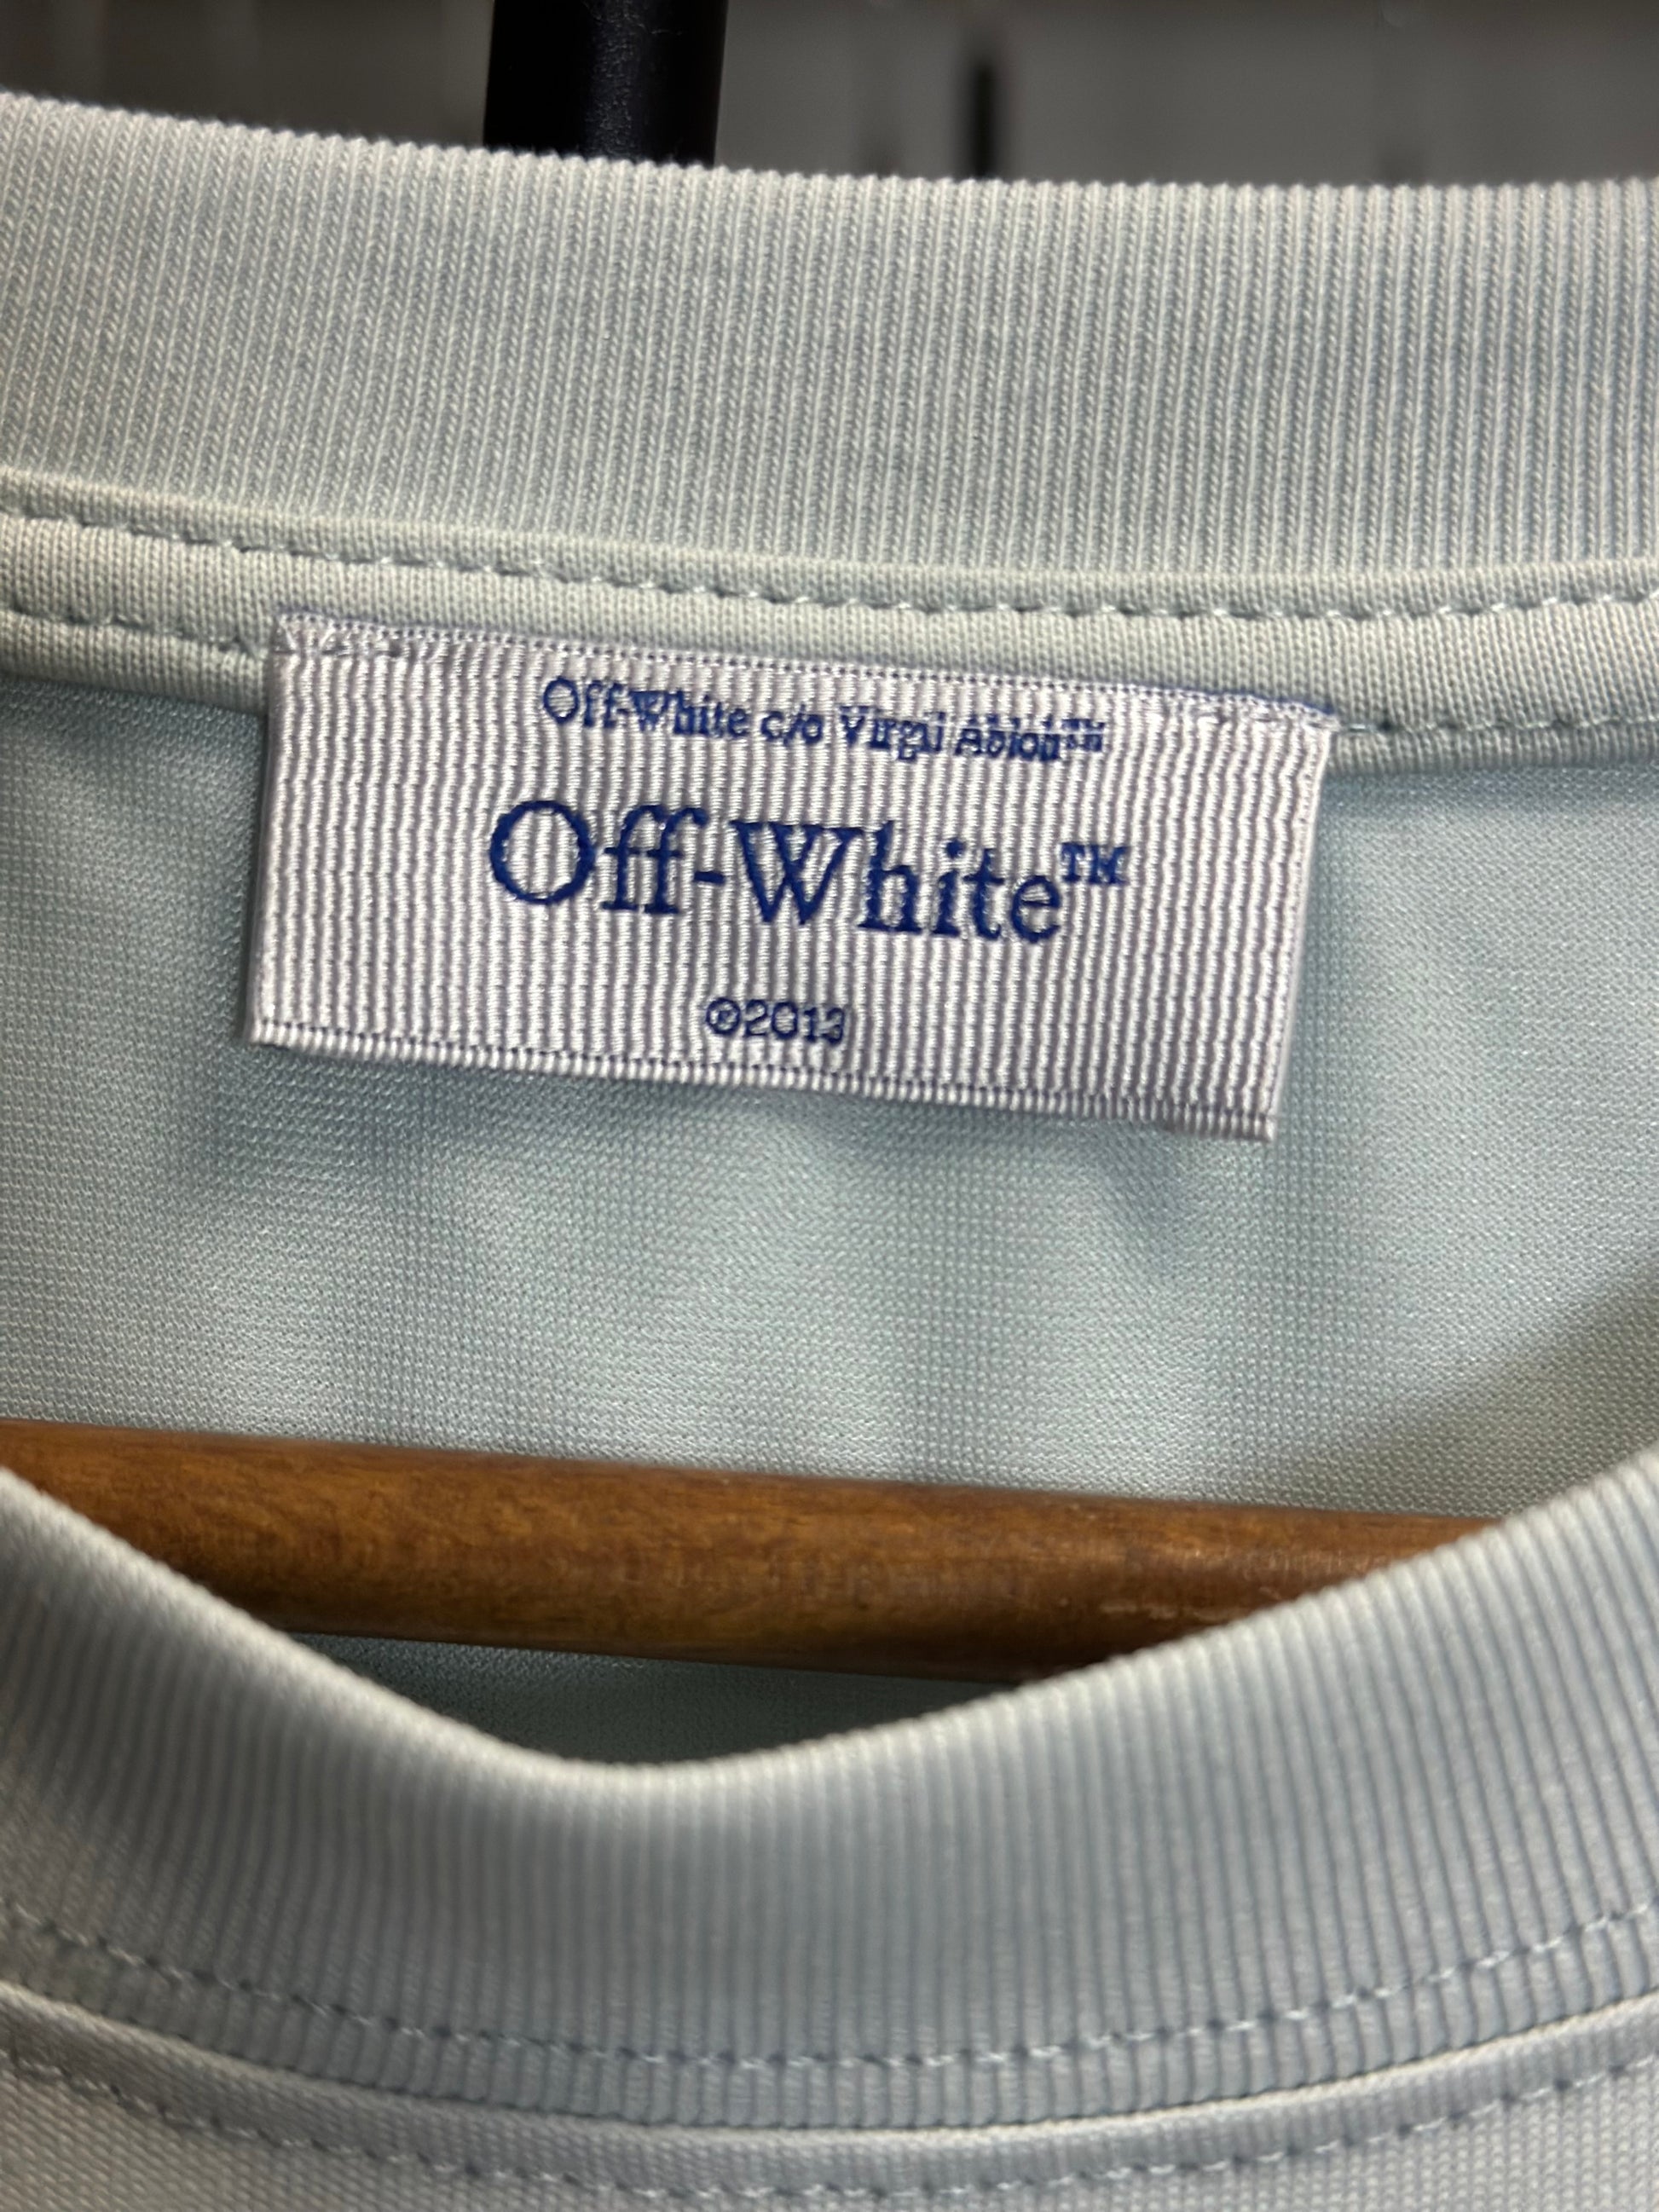 Off-White c/o Virgil Abloh™
Off-White™
©2013